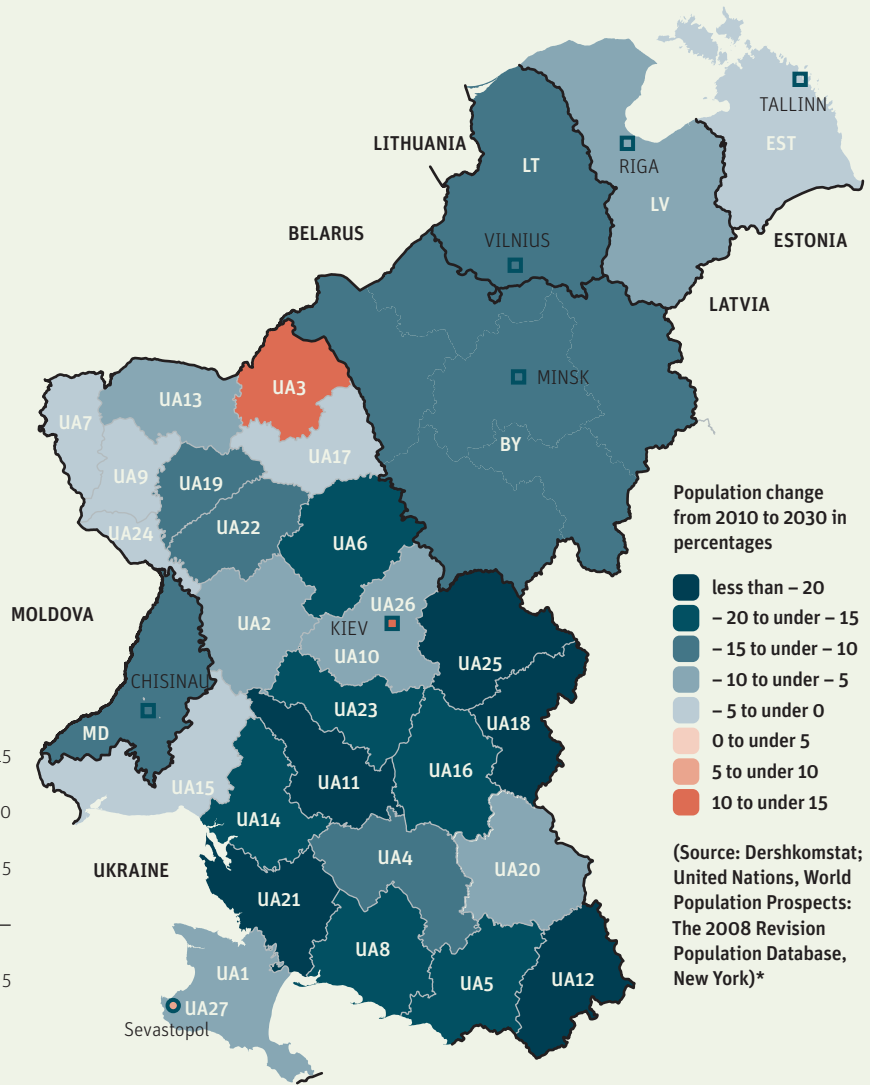 TALLINN
LITHUANIA
EST
LT
RIGA
LV
BELARUS
VILNIUS
ESTONIA
LATVIA
UA3
MINSK
UA13
UA7
BY
UA17
UA9
UA19
UA24
UA22
UA6
Population change
from 2010 to 2030 in
percentages
less than – 20
– 20 to under – 15
– 15 to under – 10
– 10 to under – 5
– 5 to under 0
0 to under 5
5 to under 10
10 to under 15
MOLDOVA
UA2
UA26
KIEV
UA10
UA25
CHISINAU
UA23
UA18
MD
UA15
UA11
UA16
UA14
UKRAINE
UA4
UA20
(Source: Dershkomstat;
United Nations, World
Population Prospects:
The 2008 Revision
Population Database,
New York)*
UA21
UA8
UA1
UA5
UA12
UA27
Sevastopol
5
0
5
5